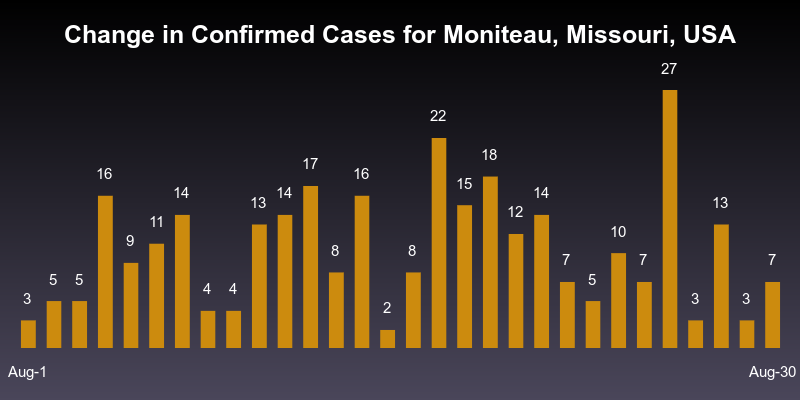 Change in Confirmed Cases for Moniteau, Missouri, USA
3 5 5 16 9 11 14 4 4 13 14 17 8 16 2 8 22 15 18 12 14 7 5 10 7 27 3 13 3 7
Aug-1 Aug-30